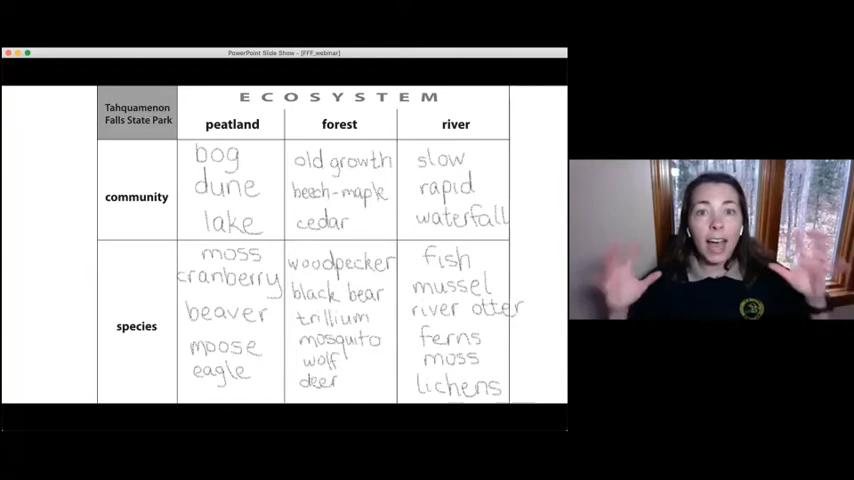 PowerPoint Slide Show - [FFF_webinar]
Tahquamenon
Falls State Park
ECOSYSTEM
peatland
forest
river
community
bog
dune
lake
old growth
beech-maple
cedar
slow
rapid
waterfall
species
moss
cranberry
beaver
moose
eagle
woodpecker
black bear
trillium
mosquito
wolf
deer
fish
mussel
river otter
ferns
moss
lichens